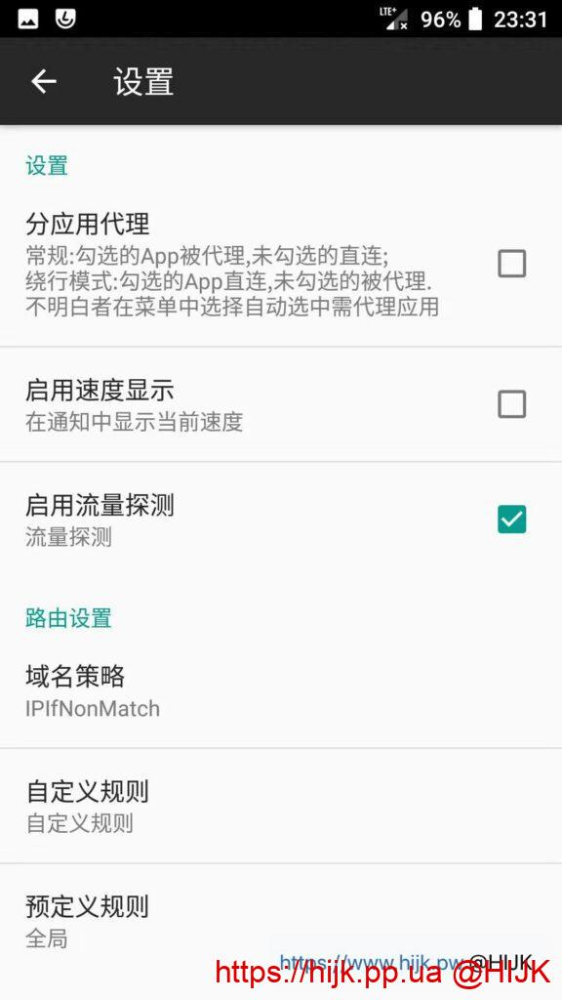 LTE+ 96% 23:31
设置
设置
分应用代理
常规:勾选的App被代理,未勾选的直连;
绕行模式:勾选的App直连,未勾选的被代理.
不明白者在菜单中选择自动选中需代理应用
启用速度显示
在通知中显示当前速度
启用流量探测
流量探测
路由设置
域名策略
IPIfNonMatch
自定义规则
自定义规则
预定义规则
全局
https://www.hijk.pw @HIJK
https://hijk.pp.ua @HIJK